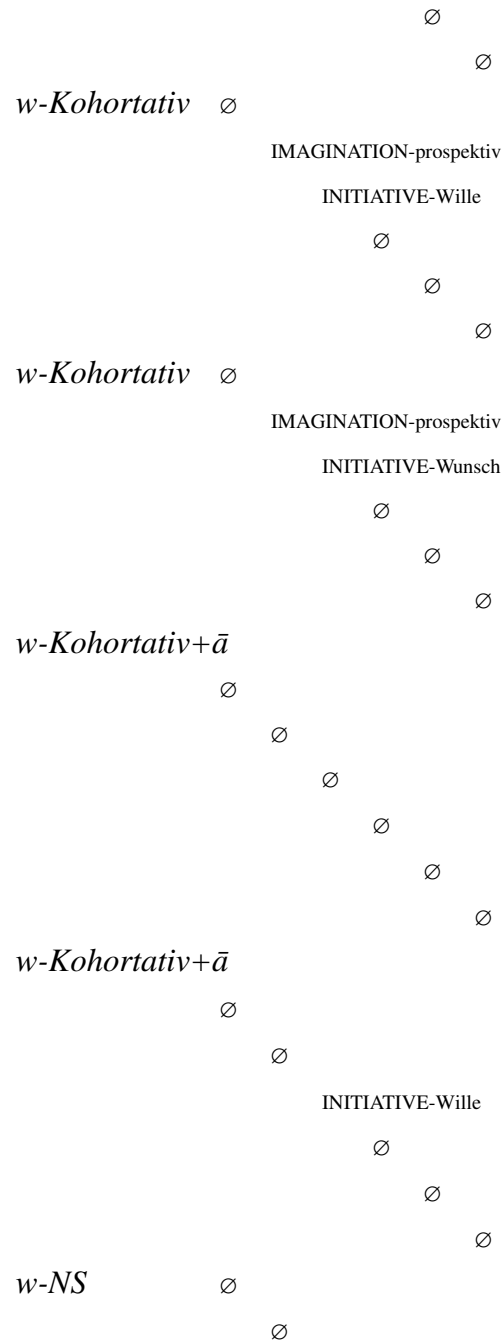 ∅
∅
w-Kohortativ ∅
IMAGINATION-prospektiv
INITIATIVE-Wille
∅
∅
∅
w-Kohortativ ∅
IMAGINATION-prospektiv
INITIATIVE-Wunsch
∅
∅
∅
w-Kohortativ+ā
∅
∅
∅
∅
∅
∅
w-Kohortativ+ā
∅
∅
INITIATIVE-Wille
∅
∅
∅
w-NS ∅
∅